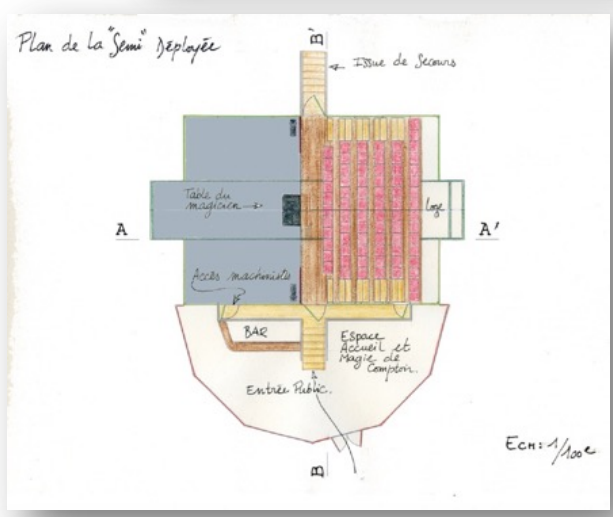 Plan de la "Semi" Déployée
B'
Issue de Secours
Table du
magicien
Loge
A
A'
Accès machiniste
BAR
Espace
Accueil et
Magie de
Comptoir.
Entrée Public.
B
Ech: 1/100e